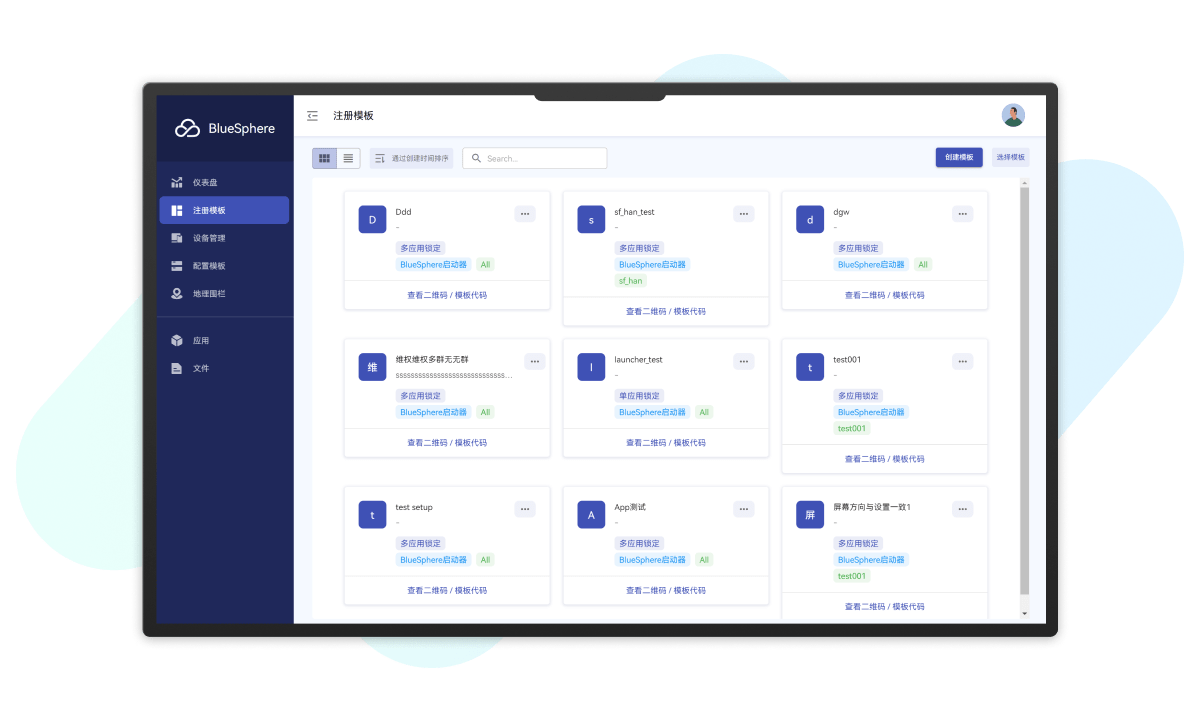 BlueSphere
注册模板
仪表盘
注册模板
设备管理
配置模板
地理围栏
应用
文件
通过创建时间排序
Search...
创建模板
选择模板
D
Ddd
-
多应用锁定
BlueSphere启动器 All
查看二维码 / 模板代码
s
sf_han_test
-
多应用锁定
BlueSphere启动器
sf_han
查看二维码 / 模板代码
d
dgw
-
多应用锁定
BlueSphere启动器 All
查看二维码 / 模板代码
维
维权维权多群无无群
ssssssssssssssssssssssssssssss...
多应用锁定
BlueSphere启动器 All
查看二维码 / 模板代码
l
launcher_test
-
单应用锁定
BlueSphere启动器 All
查看二维码 / 模板代码
t
test001
-
多应用锁定
BlueSphere启动器
test001
查看二维码 / 模板代码
t
test setup
-
多应用锁定
BlueSphere启动器 All
查看二维码 / 模板代码
A
App测试
-
多应用锁定
BlueSphere启动器 All
查看二维码 / 模板代码
屏
屏幕方向与设置一致1
-
多应用锁定
BlueSphere启动器
test001
查看二维码 / 模板代码